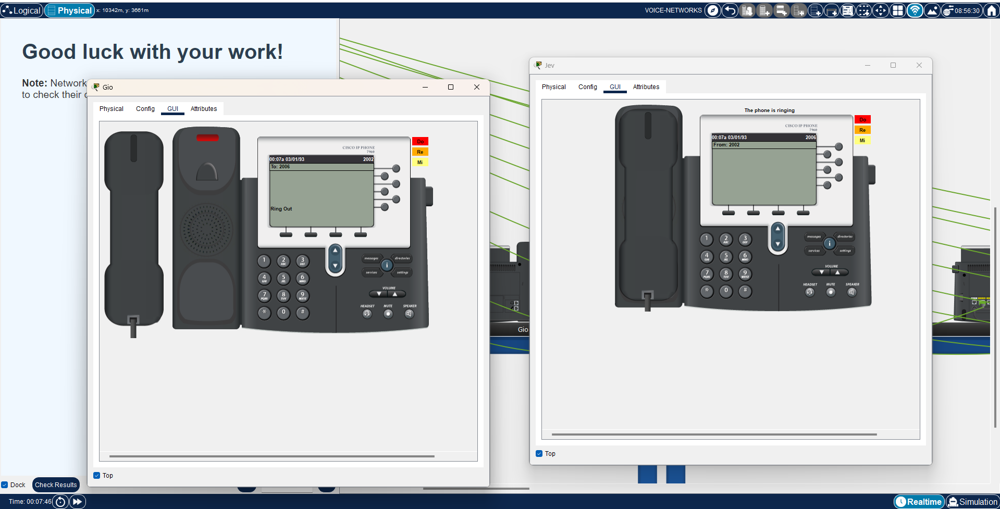 Logical Physical x: 10342m, y: 3661m VOICE-NETWORKS 08:56:30
Good luck with your work!
Note: Network
to check their
Gio
Physical Config GUI Attributes
CISCO IP PHONE
7960
00:07a 03/01/93 2002
To: 2006
Ring Out
Do
Re
Mi
1 2 ABC 3 DEF
4 GHI 5 JKL 6 MNO
7 PQRS 8 TUV 9 WXYZ
* 0 #
messages directories
i
services settings
VOLUME
HEADSET MUTE SPEAKER
Top
Jev
Physical Config GUI Attributes
The phone is ringing
CISCO IP PHONE
7960
00:07a 03/01/93 2006
From: 2002
Do
Re
Mi
1 2 ABC 3 DEF
4 GHI 5 JKL 6 MNO
7 PQRS 8 TUV 9 WXYZ
* 0 #
messages directories
i
services settings
VOLUME
HEADSET MUTE SPEAKER
Top
Gio
Dock Check Results
Time: 00:07:46 Realtime Simulation